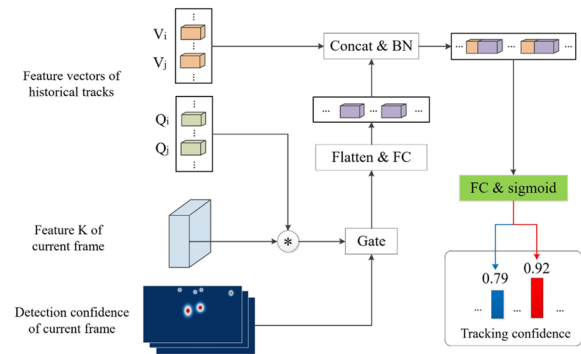 Feature vectors of
historical tracks
⋮
Vᵢ
Vⱼ
⋮
⋮
Qᵢ
Qⱼ
⋮
Feature K of
current frame
Detection confidence
of current frame
*
Gate
Flatten & FC
... ...
Concat & BN
... ... ...
FC & sigmoid
0.79
0.92
... ... ...
Tracking confidence